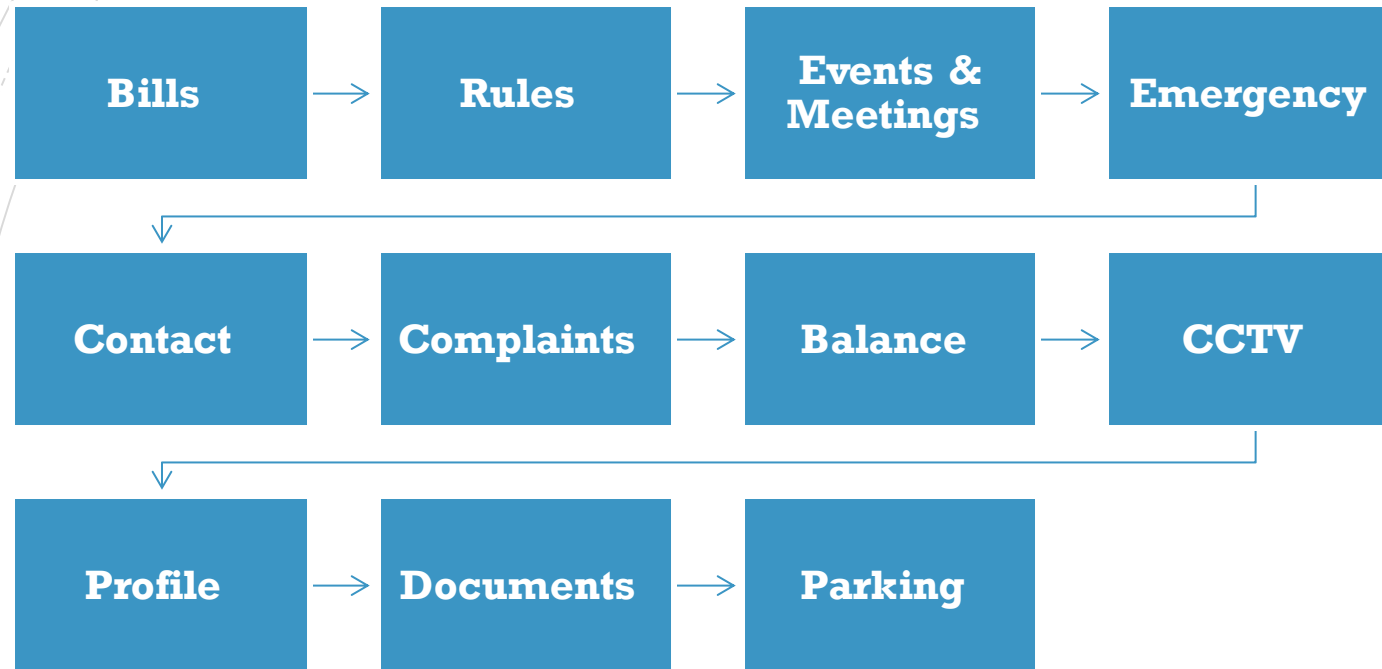 Bills
Rules
Events &
Meetings
Emergency
Contact
Complaints
Balance
CCTV
Profile
Documents
Parking